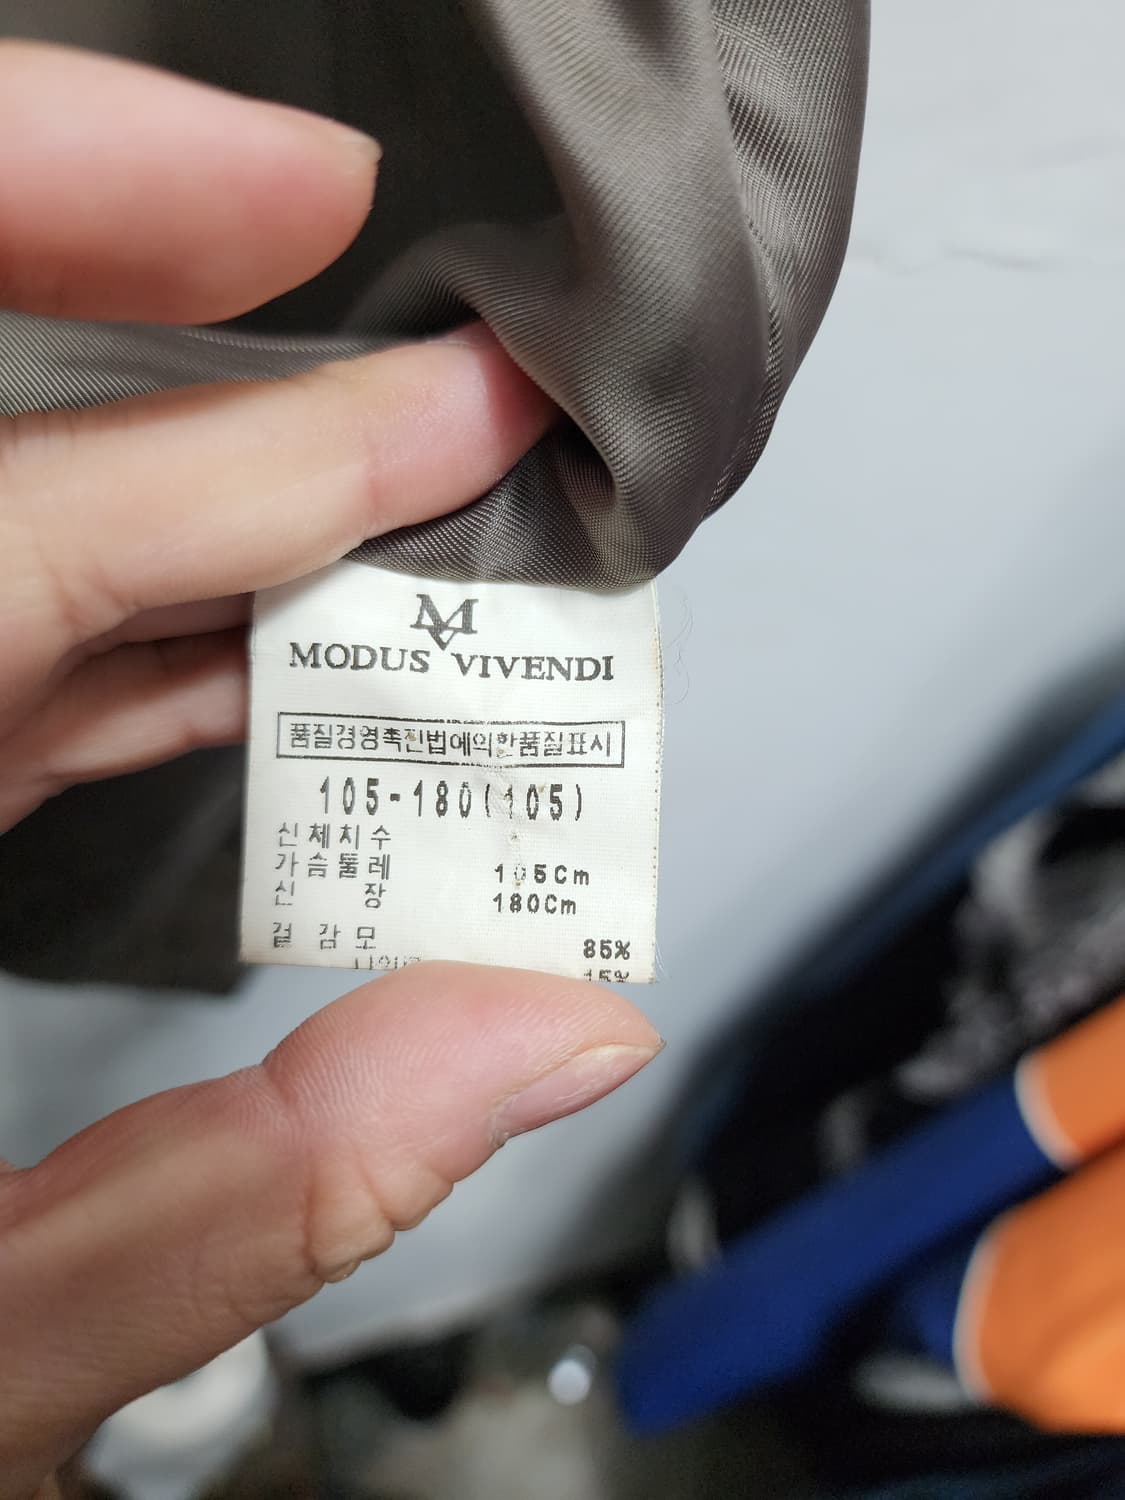 MV
MODUS VIVENDI
품질경영촉진법에의한품질표시
105-180(105)
신체치수
가슴둘레 105Cm
신 장 180Cm
겉 감 모 85%
15%